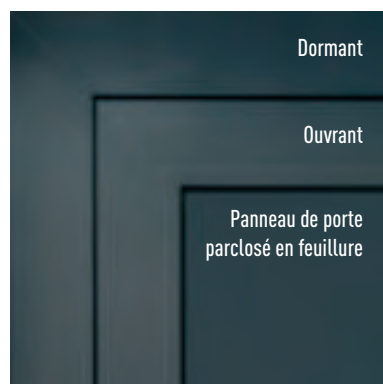 Dormant
Ouvrant
Panneau de porte
parclosé en feuillure